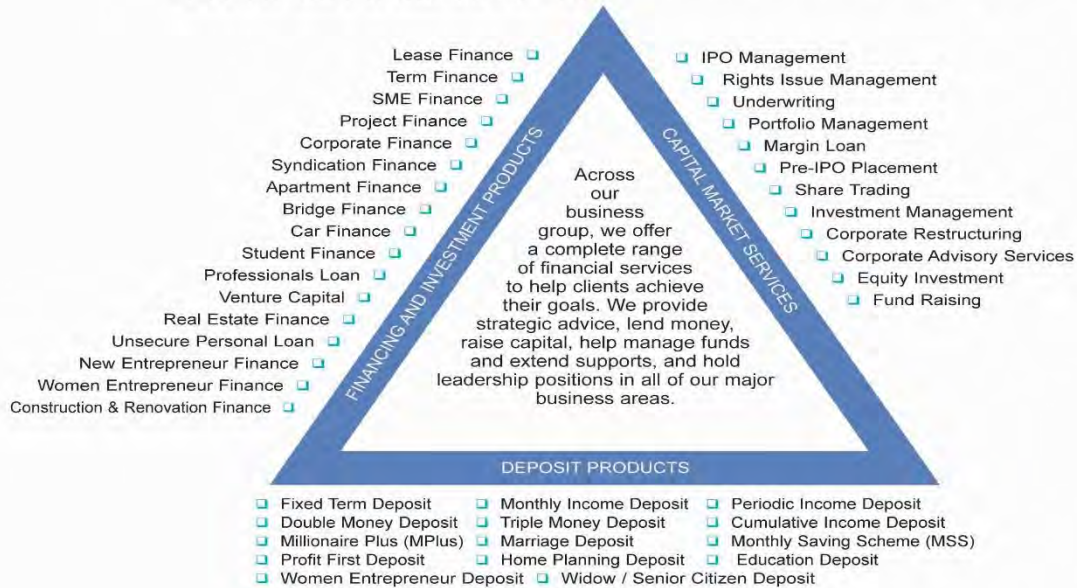 Lease Finance
Term Finance
SME Finance
Project Finance
Corporate Finance
Syndication Finance
Apartment Finance
Bridge Finance
Car Finance
Student Finance
Professionals Loan
Venture Capital
Real Estate Finance
Unsecure Personal Loan
New Entrepreneur Finance
Women Entrepreneur Finance
Construction & Renovation Finance
FINANCING AND INVESTMENT PRODUCTS
Across
our
business
group, we offer
a complete range
of financial services
to help clients achieve
their goals. We provide
strategic advice, lend money,
raise capital, help manage funds
and extend supports, and hold
leadership positions in all of our major
business areas.
CAPITAL MARKET SERVICES
IPO Management
Rights Issue Management
Underwriting
Portfolio Management
Margin Loan
Pre-IPO Placement
Share Trading
Investment Management
Corporate Restructuring
Corporate Advisory Services
Equity Investment
Fund Raising
DEPOSIT PRODUCTS
Fixed Term Deposit Monthly Income Deposit Periodic Income Deposit
Double Money Deposit Triple Money Deposit Cumulative Income Deposit
Millionaire Plus (MPlus) Marriage Deposit Monthly Saving Scheme (MSS)
Profit First Deposit Home Planning Deposit Education Deposit
Women Entrepreneur Deposit Widow / Senior Citizen Deposit